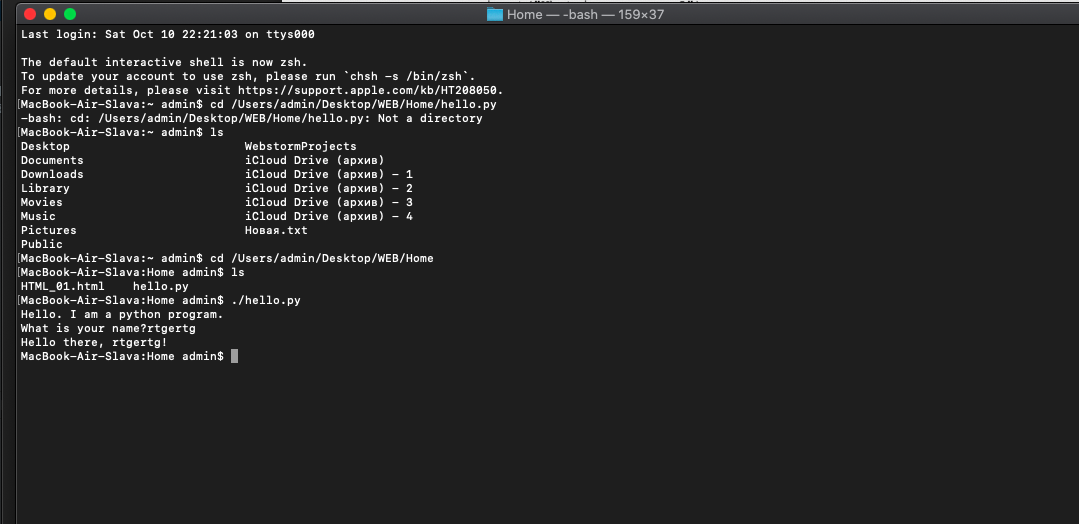 Home — -bash — 159×37
Last login: Sat Oct 10 22:21:03 on ttys000
The default interactive shell is now zsh.
To update your account to use zsh, please run `chsh -s /bin/zsh`.
For more details, please visit https://support.apple.com/kb/HT208050.
[MacBook-Air-Slava:~ admin$ cd /Users/admin/Desktop/WEB/Home/hello.py
-bash: cd: /Users/admin/Desktop/WEB/Home/hello.py: Not a directory
[MacBook-Air-Slava:~ admin$ ls
Desktop WebstormProjects
Documents iCloud Drive (архив)
Downloads iCloud Drive (архив) - 1
Library iCloud Drive (архив) - 2
Movies iCloud Drive (архив) - 3
Music iCloud Drive (архив) - 4
Pictures Новая.txt
Public
[MacBook-Air-Slava:~ admin$ cd /Users/admin/Desktop/WEB/Home
[MacBook-Air-Slava:Home admin$ ls
HTML_01.html hello.py
[MacBook-Air-Slava:Home admin$ ./hello.py
Hello. I am a python program.
What is your name?rtgertg
Hello there, rtgertg!
MacBook-Air-Slava:Home admin$